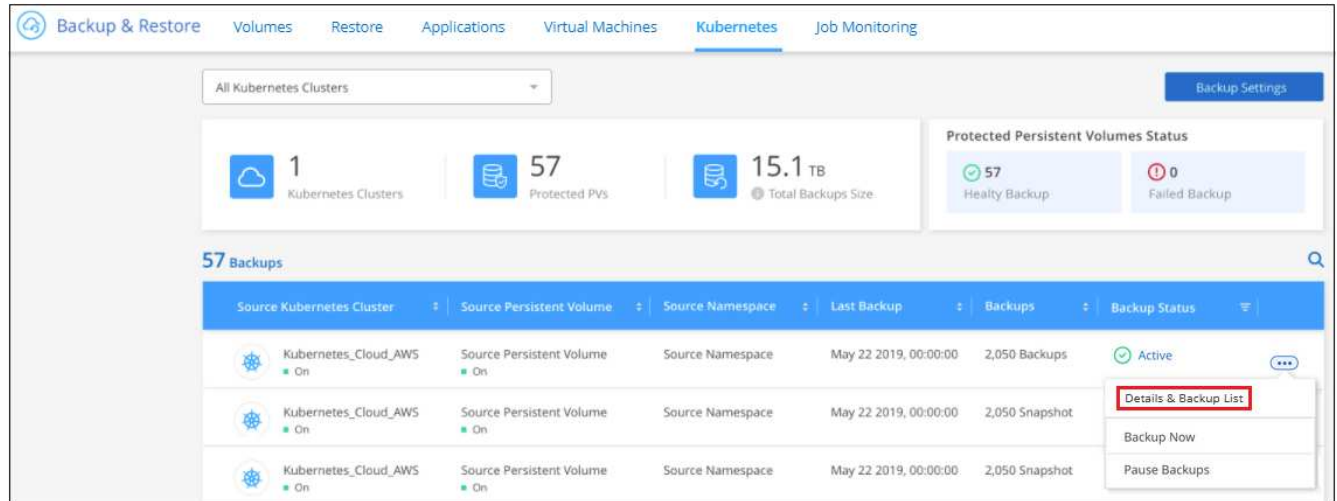 Backup & Restore Volumes Restore Applications Virtual Machines Kubernetes Job Monitoring
All Kubernetes Clusters Backup Settings
Protected Persistent Volumes Status
1 57 15.1 TB 57 0
Kubernetes Clusters Protected PVs Total Backups Size Healty Backup Failed Backup
57 Backups
Source Kubernetes Cluster Source Persistent Volume Source Namespace Last Backup Backups Backup Status
Kubernetes_Cloud_AWS Source Persistent Volume Source Namespace May 22 2019, 00:00:00 2,050 Backups Active
On On
Details & Backup List
Kubernetes_Cloud_AWS Source Persistent Volume Source Namespace May 22 2019, 00:00:00 2,050 Snapshot
On On
Backup Now
Kubernetes_Cloud_AWS Source Persistent Volume Source Namespace May 22 2019, 00:00:00 2,050 Snapshot
Pause Backups
On On